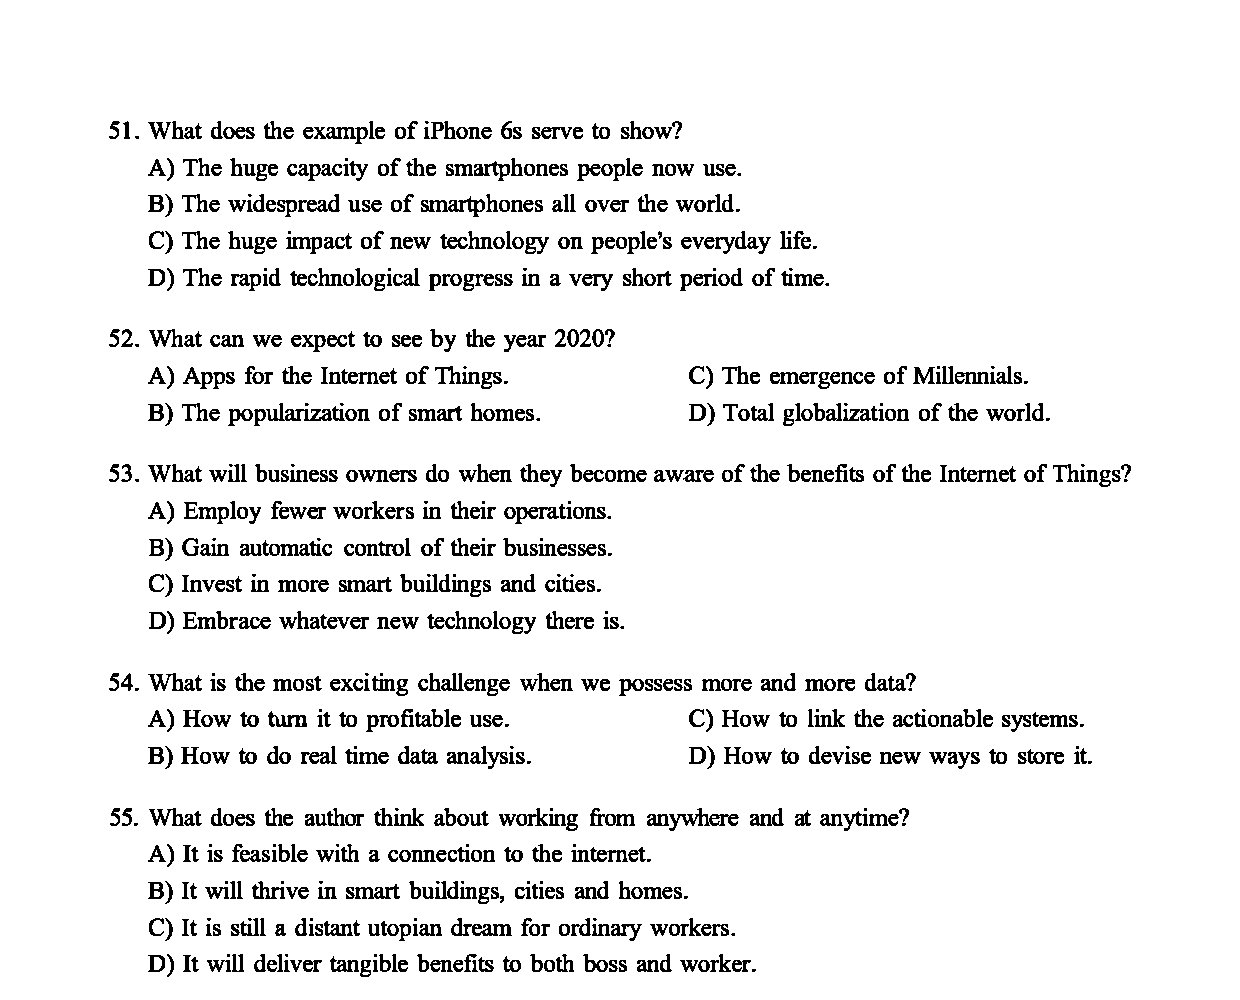 51. What does the example of iPhone 6s serve to show?
A) The huge capacity of the smartphones people now use.
B) The widespread use of smartphones all over the world.
C) The huge impact of new technology on people's everyday life.
D) The rapid technological progress in a very short period of time.
52. What can we expect to see by the year 2020?
A) Apps for the Internet of Things. C) The emergence of Millennials.
B) The popularization of smart homes. D) Total globalization of the world.
53. What will business owners do when they become aware of the benefits of the Internet of Things?
A) Employ fewer workers in their operations.
B) Gain automatic control of their businesses.
C) Invest in more smart buildings and cities.
D) Embrace whatever new technology there is.
54. What is the most exciting challenge when we possess more and more data?
A) How to turn it to profitable use. C) How to link the actionable systems.
B) How to do real time data analysis. D) How to devise new ways to store it.
55. What does the author think about working from anywhere and at anytime?
A) It is feasible with a connection to the internet.
B) It will thrive in smart buildings, cities and homes.
C) It is still a distant utopian dream for ordinary workers.
D) It will deliver tangible benefits to both boss and worker.